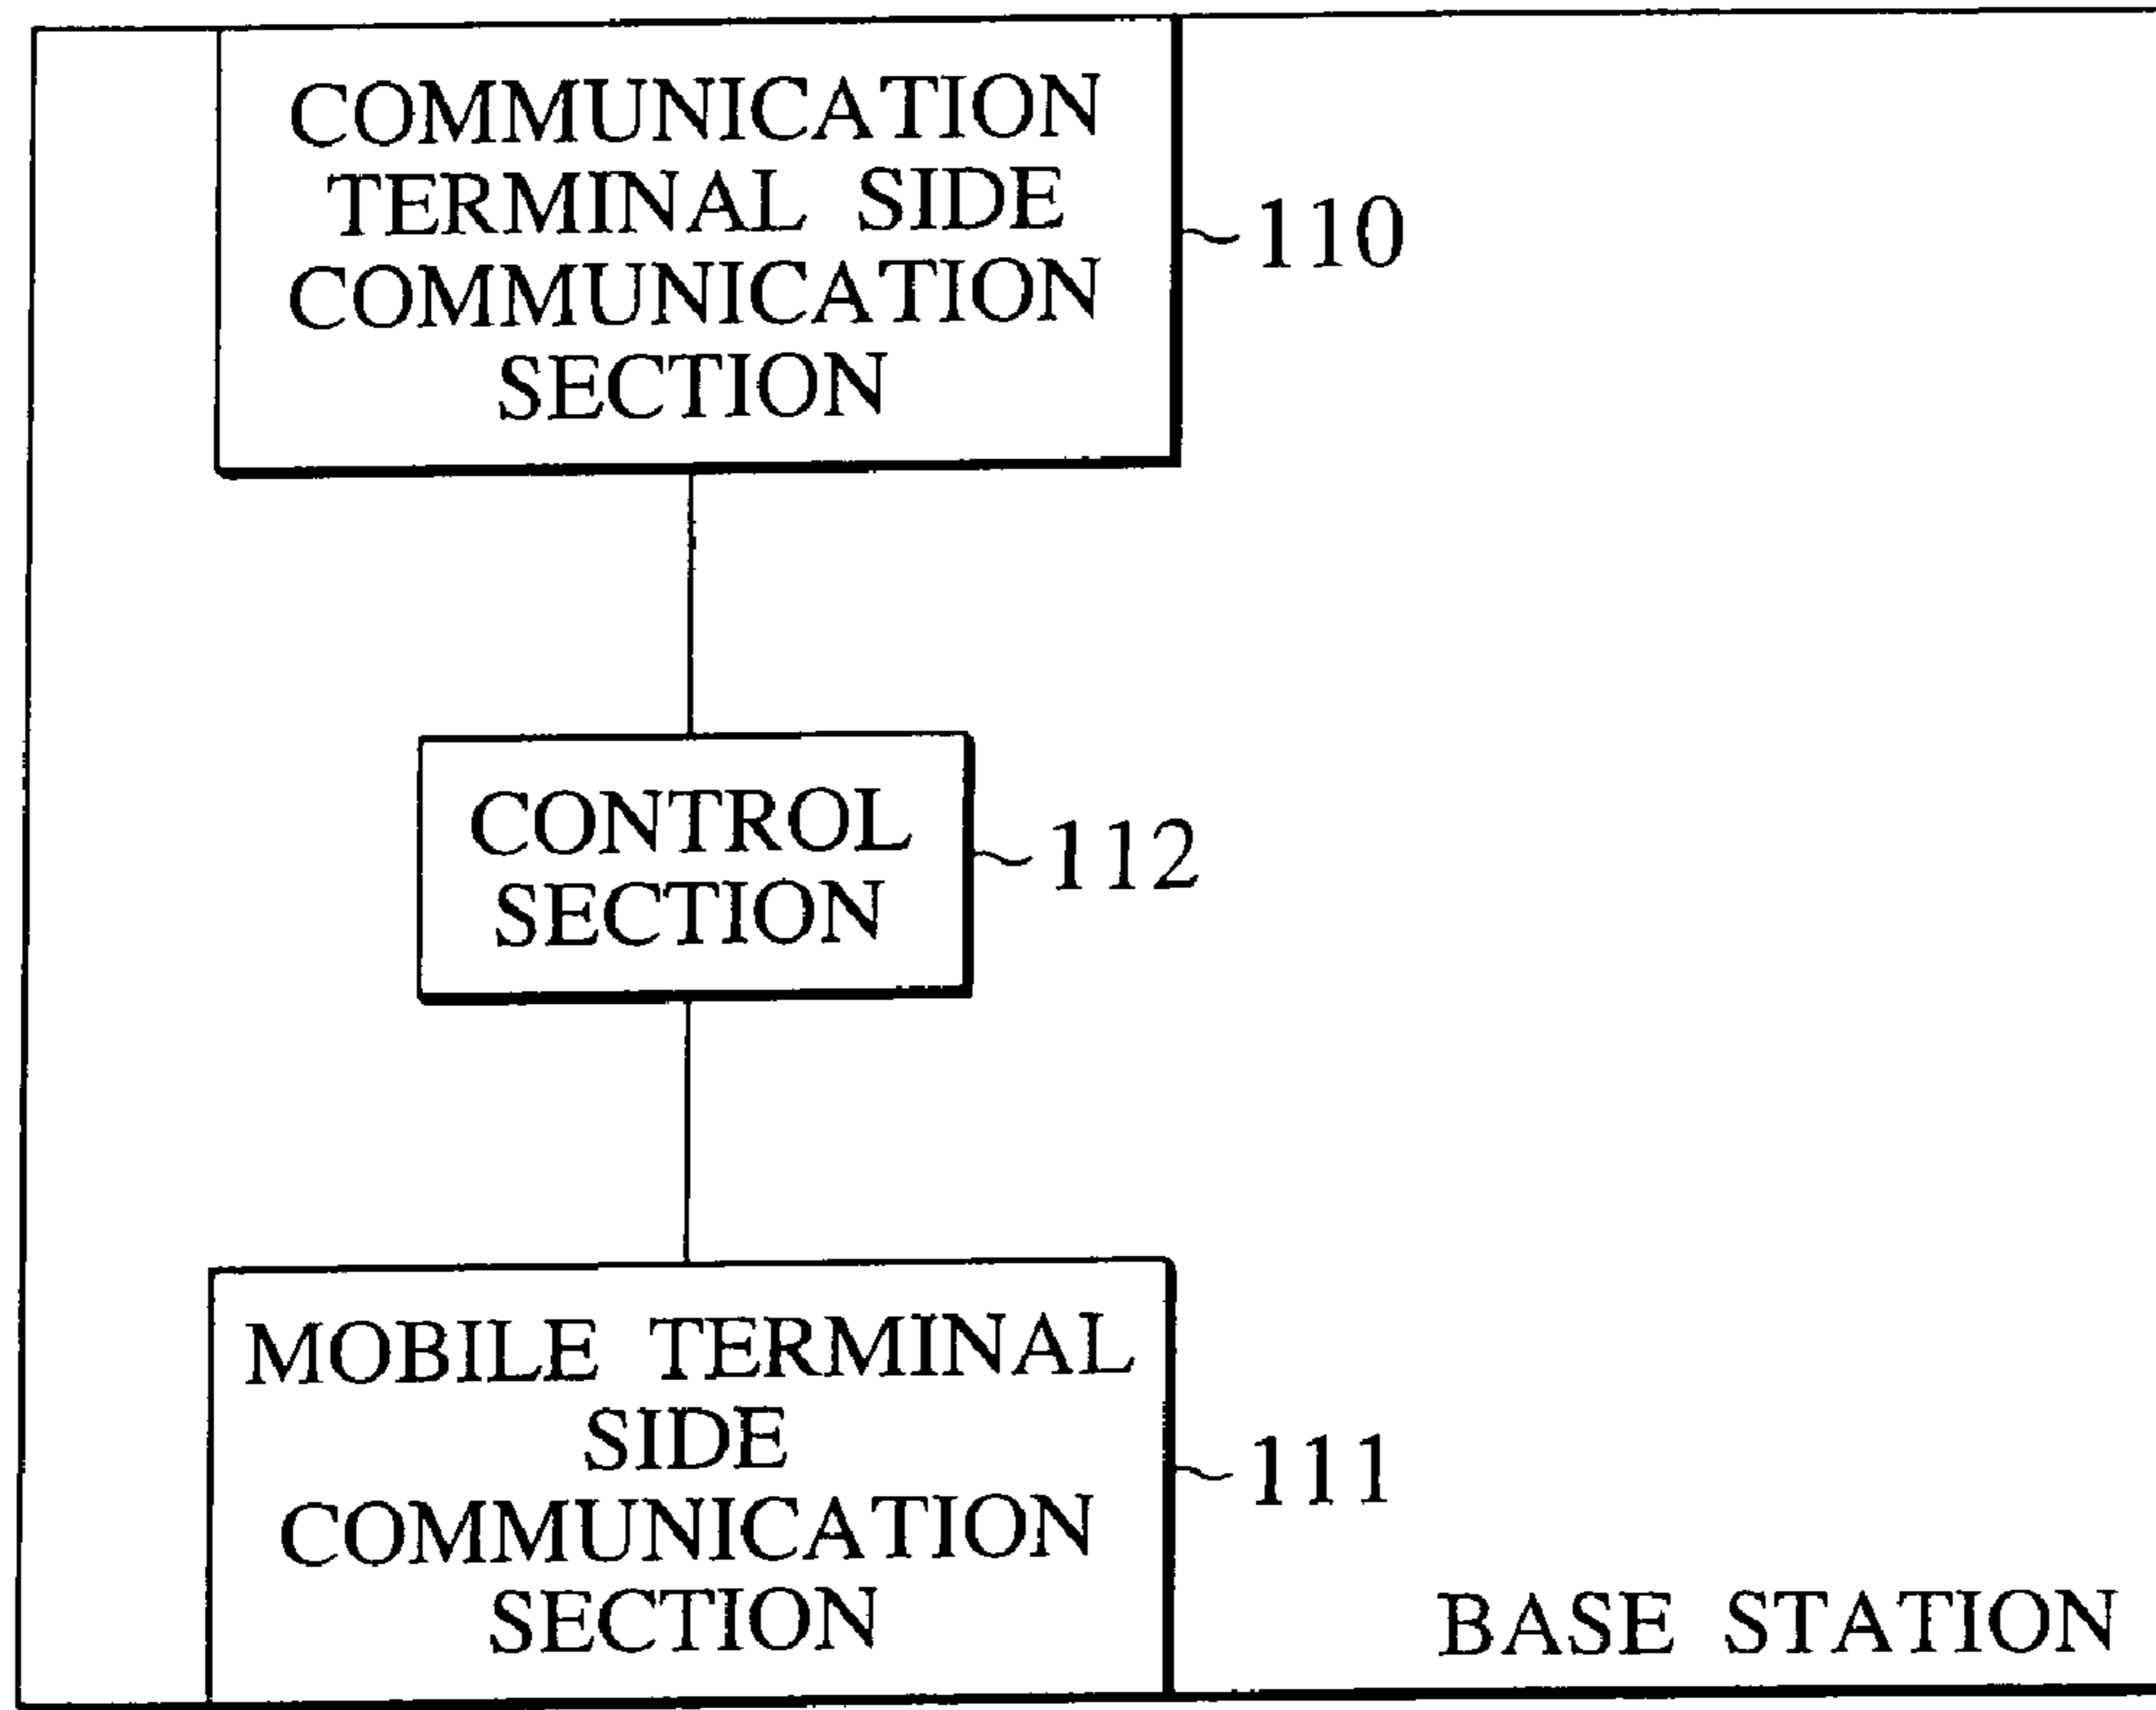 COMMUNICATION
TERMINAL SIDE
COMMUNICATION
SECTION
110
CONTROL
SECTION
112
MOBILE TERMINAL
SIDE
COMMUNICATION
SECTION
111
BASE STATION